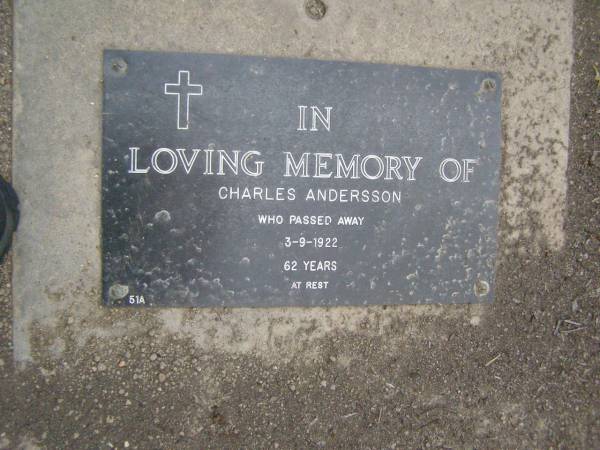 IN
LOVING MEMORY OF
CHARLES ANDERSSON
WHO PASSED AWAY
3-9-1922
62 YEARS
AT REST
51A